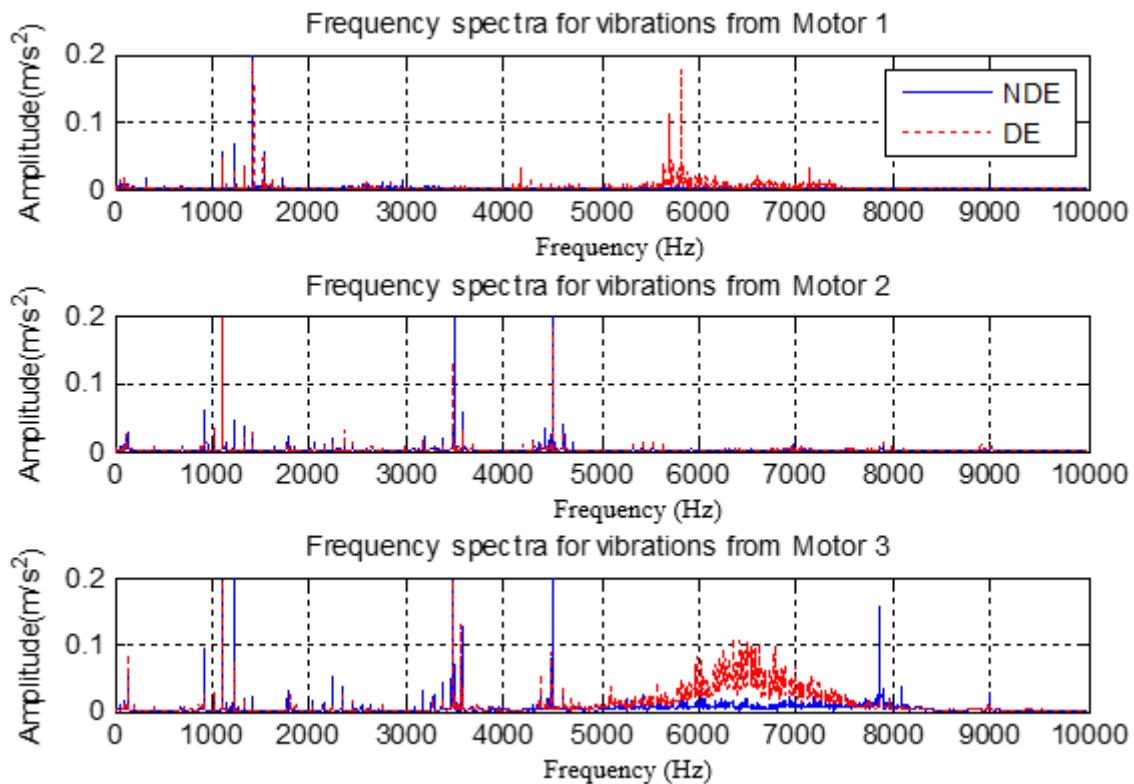 Frequency spectra for vibrations from Motor 1
Amplitude(m/s²)
0.2
0.1
0
NDE
DE
0 1000 2000 3000 4000 5000 6000 7000 8000 9000 10000
Frequency (Hz)
Frequency spectra for vibrations from Motor 2
Amplitude(m/s²)
0.2
0.1
0
0 1000 2000 3000 4000 5000 6000 7000 8000 9000 10000
Frequency (Hz)
Frequency spectra for vibrations from Motor 3
Amplitude(m/s²)
0.2
0.1
0
0 1000 2000 3000 4000 5000 6000 7000 8000 9000 10000
Frequency (Hz)